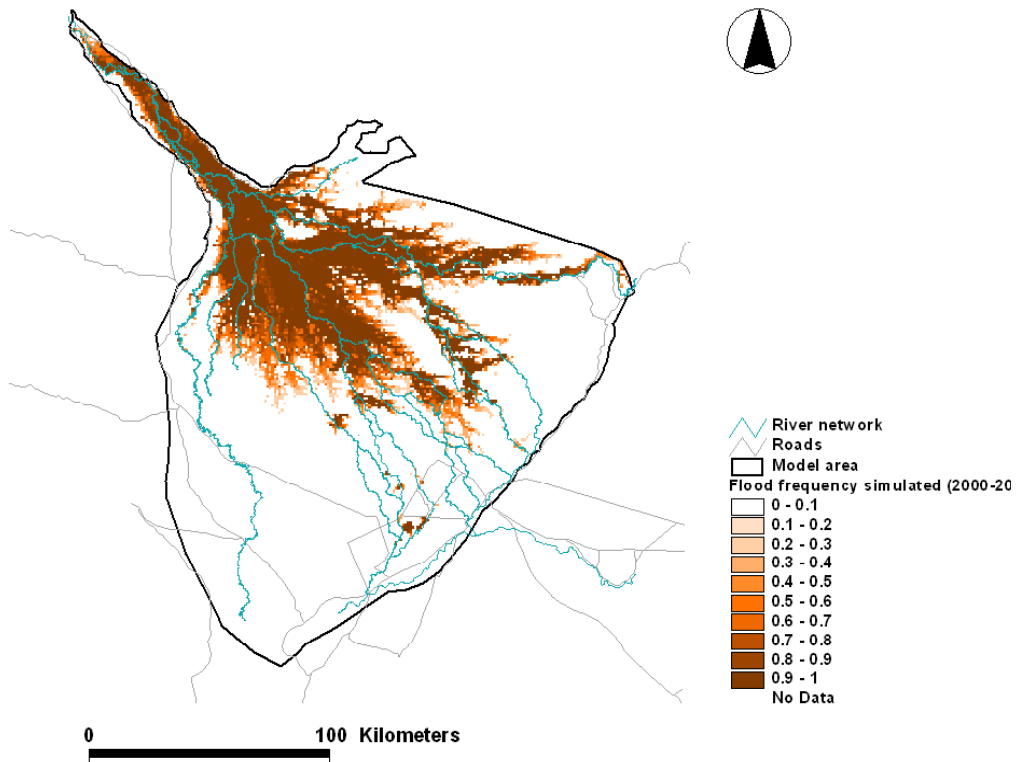 River network
Roads
Model area
Flood frequency simulated (2000-20
0 - 0.1
0.1 - 0.2
0.2 - 0.3
0.3 - 0.4
0.4 - 0.5
0.5 - 0.6
0.6 - 0.7
0.7 - 0.8
0.8 - 0.9
0.9 - 1
No Data
0 100 Kilometers